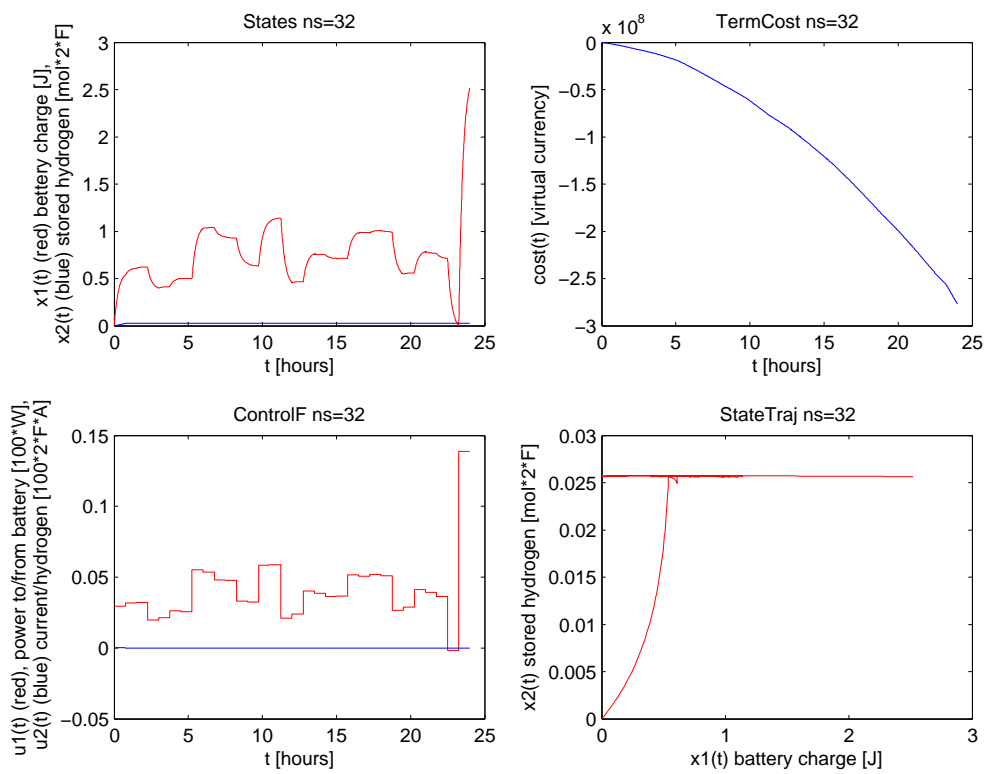 States ns=32
x1(t) (red) bettery charge [J],
x2(t) (blue) stored hydrogen [mol*2*F]
3
2.5
2
1.5
1
0.5
0
0 5 10 15 20 25
t [hours]
TermCost ns=32
x 10^8
cost(t) [virtual currency]
0
−0.5
−1
−1.5
−2
−2.5
−3
0 5 10 15 20 25
t [hours]
ControlF ns=32
u1(t) (red), power to/from battery [100*W],
u2(t) (blue) current/hydrogen [100*2*F*A]
0.15
0.1
0.05
0
−0.05
0 5 10 15 20 25
t [hours]
StateTraj ns=32
x2(t) stored hydrogen [mol*2*F]
0.03
0.025
0.02
0.015
0.01
0.005
0
0 1 2 3
x1(t) battery charge [J]